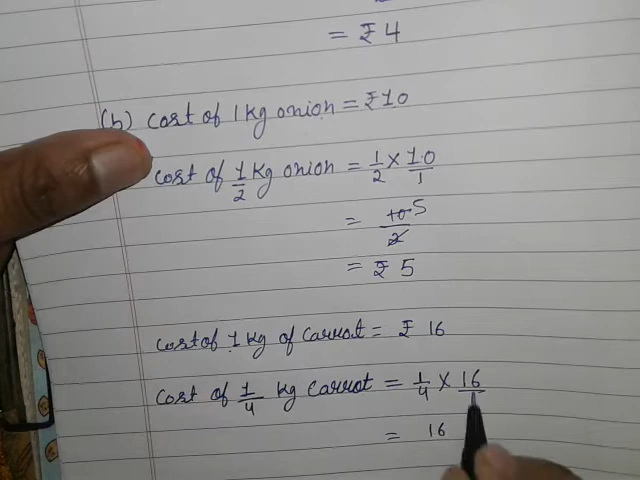 = ₹ 4
(b) Cost of 1 kg onion = ₹ 10
Cost of 1/2 kg onion = 1/2 × 10/1
= 10 5/2
= ₹ 5
Cost of 1 kg of carrot = ₹ 16
Cost of 1/4 kg carrot = 1/4 × 16/1
= 16